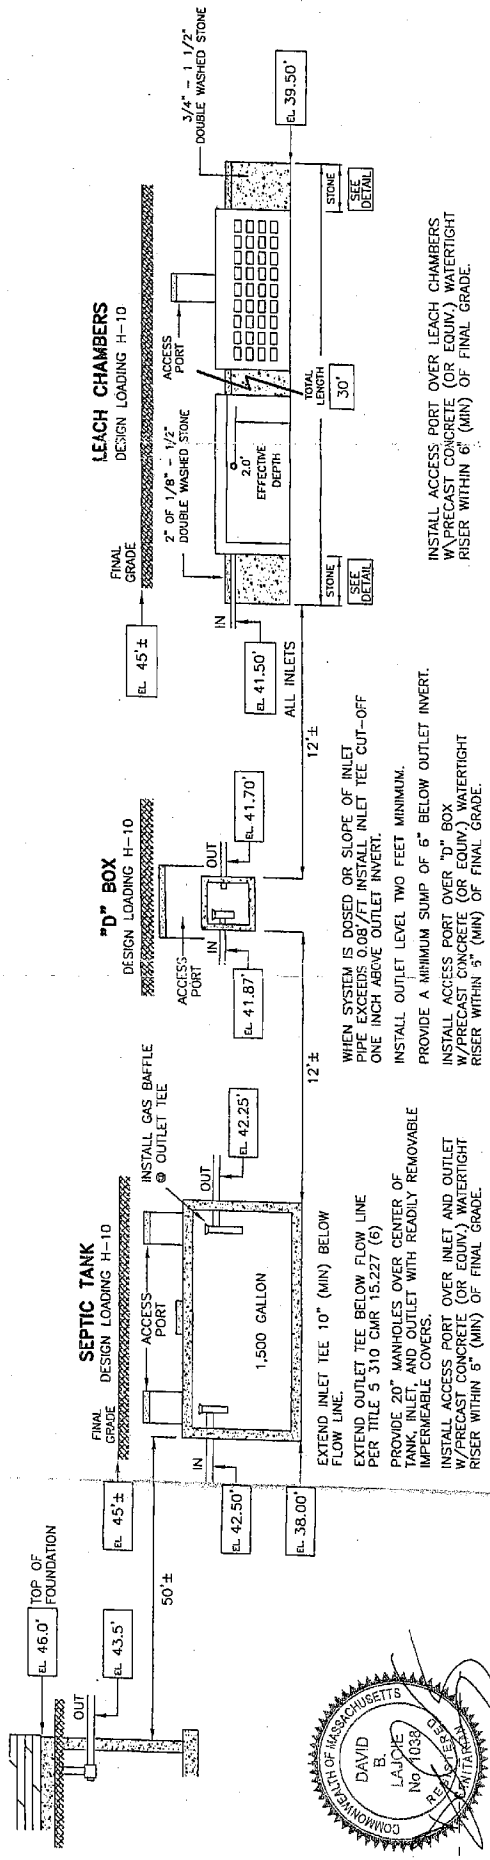 TOP OF
FOUNDATION
EL 46.0'
OUT
EL 43.5'
50'±
SEPTIC TANK
DESIGN LOADING H-10
FINAL
GRADE
EL 45'±
ACCESS
PORT
INSTALL GAS BAFFLE
@ OUTLET TEE
IN
OUT
EL 42.50'
EL 42.25'
1,500 GALLON
EL 38.00'
12'±
EXTEND INLET TEE 10" (MIN) BELOW
FLOW LINE.
EXTEND OUTLET TEE BELOW FLOW LINE
PER TITLE 5 310 CMR 15.227 (6)
PROVIDE 20" MANHOLES OVER CENTER OF
TANK, INLET, AND OUTLET WITH READILY REMOVABLE
IMPERMEABLE COVERS.
INSTALL ACCESS PORT OVER INLET AND OUTLET
W/PRECAST CONCRETE (OR EQUIV.) WATERTIGHT
RISER WITHIN 6" (MIN) OF FINAL GRADE.
"D" BOX
DESIGN LOADING H-10
ACCESS
PORT
IN
OUT
EL 41.87'
EL 41.70'
12'±
WHEN SYSTEM IS DOSED OR SLOPE OF INLET
PIPE EXCEEDS 0.08'/FT INSTALL INLET TEE CUT-OFF
ONE INCH ABOVE OUTLET INVERT.
INSTALL OUTLET LEVEL TWO FEET MINIMUM.
PROVIDE A MINIMUM SUMP OF 6" BELOW OUTLET INVERT.
INSTALL ACCESS PORT OVER "D" BOX
W/PRECAST CONCRETE (OR EQUIV.) WATERTIGHT
RISER WITHIN 6" (MIN) OF FINAL GRADE.
LEACH CHAMBERS
DESIGN LOADING H-10
FINAL
GRADE
EL 45'±
2" OF 1/8" - 1/2"
DOUBLE WASHED STONE
ACCESS
PORT
3/4" - 1 1/2"
DOUBLE WASHED STONE
IN
EL 41.50'
ALL INLETS
2.0'
EFFECTIVE
DEPTH
TOTAL
LENGTH
30'
STONE
SEE
DETAIL
STONE
SEE
DETAIL
EL 39.50'
INSTALL ACCESS PORT OVER LEACH CHAMBERS
W\PRECAST CONCRETE (OR EQUIV.) WATERTIGHT
RISER WITHIN 6" (MIN) OF FINAL GRADE.
COMMONWEALTH OF MASSACHUSETTS
DAVID
B.
LAJOIE
No. 1038
REGISTERED
SANITARIAN